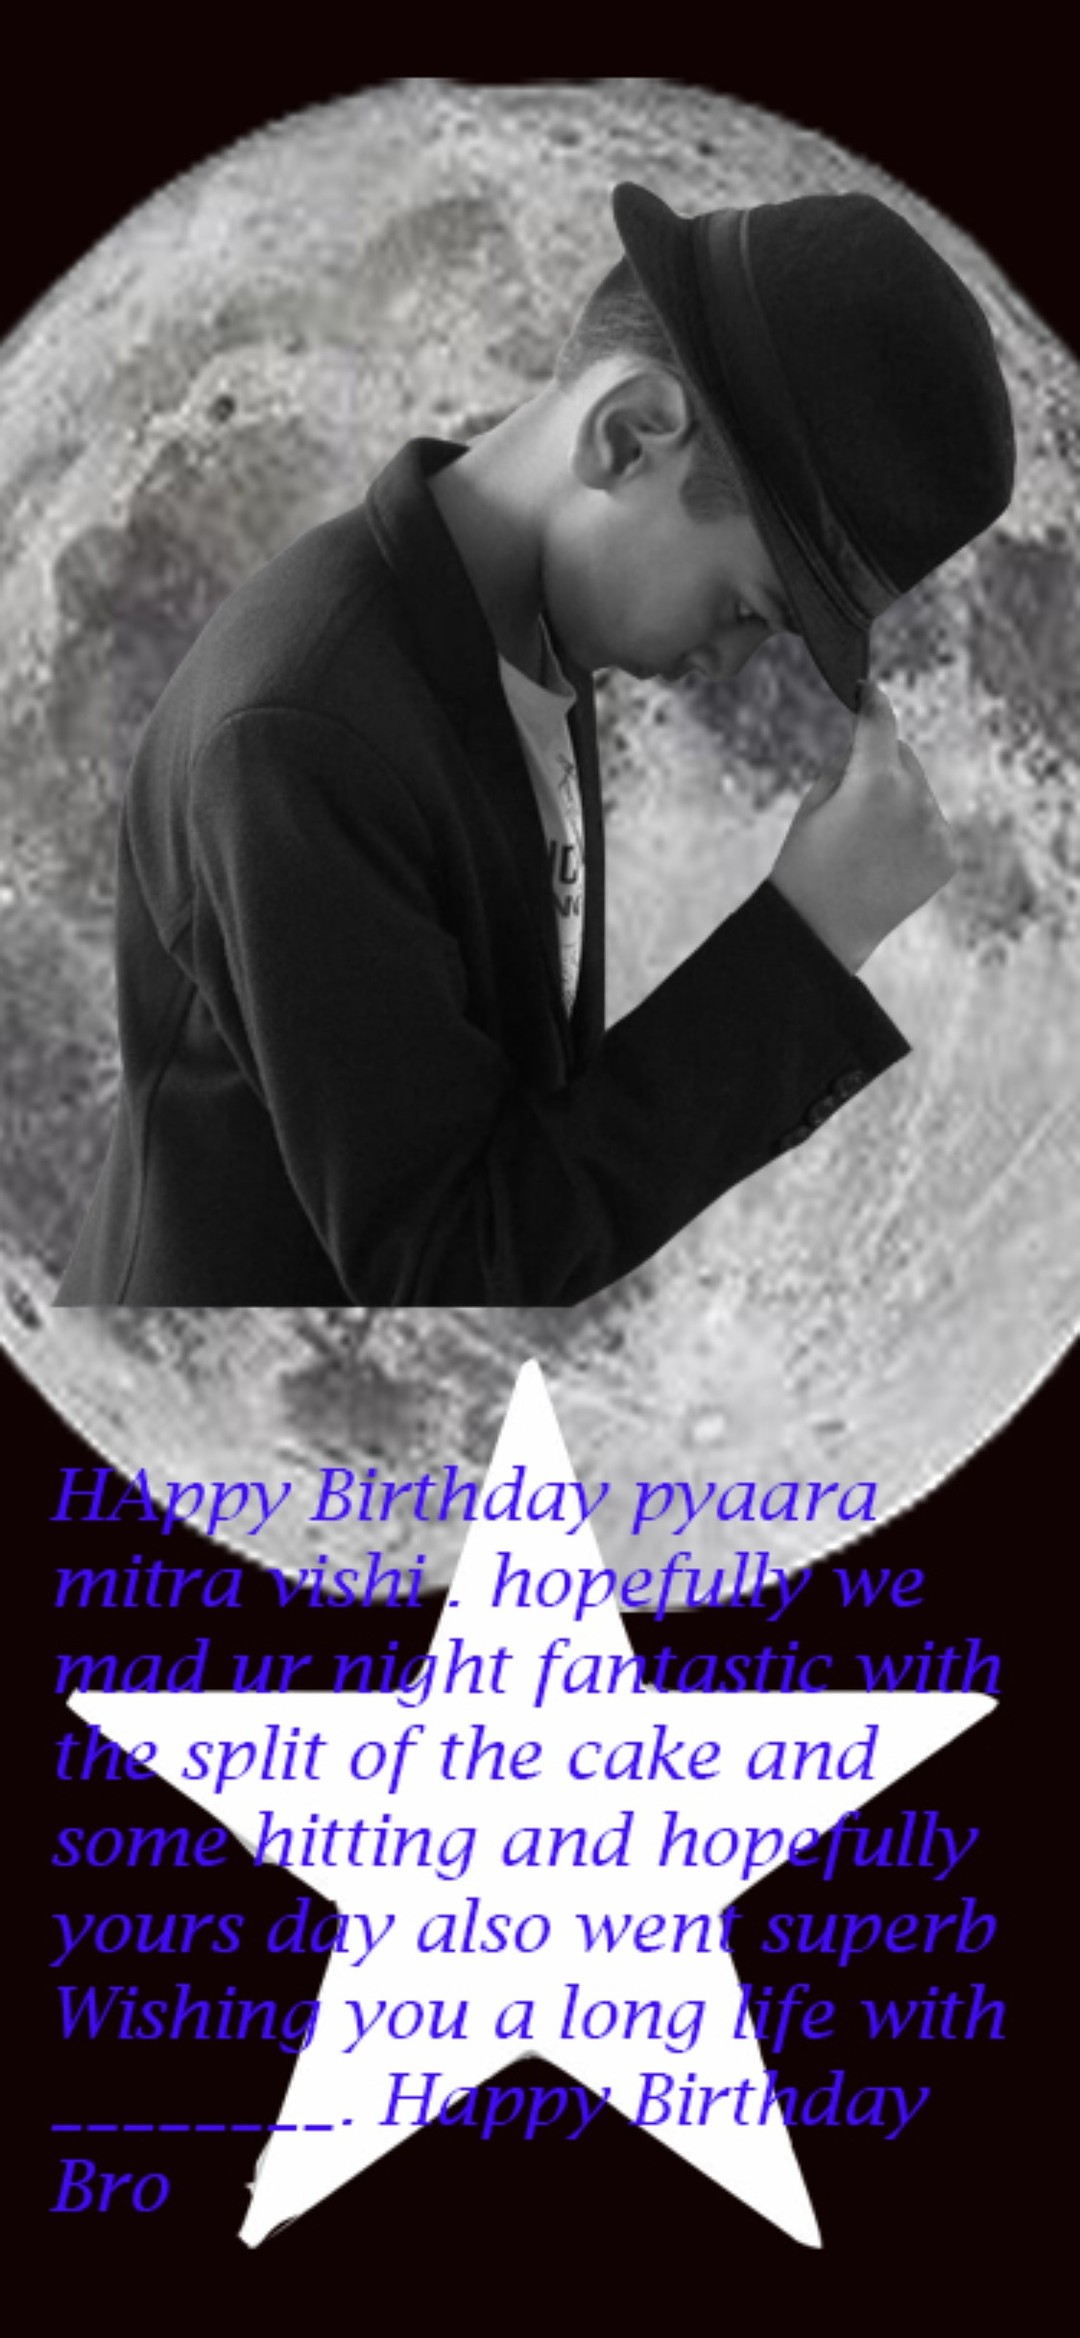 HAppy Birthday pyaara
mitra vishi . hopefully we
mad ur night fantastic with
the split of the cake and
some hitting and hopefully
yours day also went superb
Wishing you a long life with
________. Happy Birthday
Bro